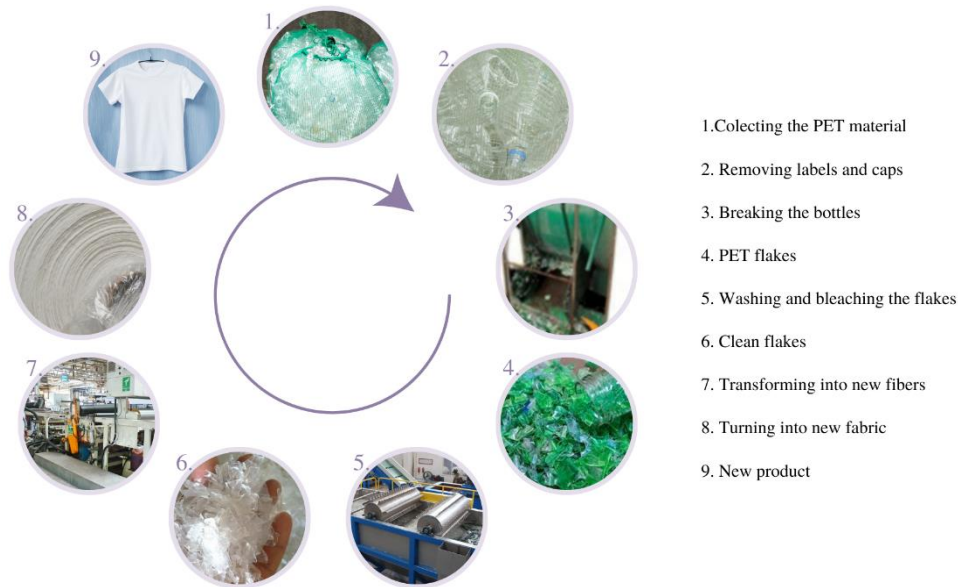 1.
2.
3.
4.
5.
6.
7.
8.
9.
1.Colecting the PET material
2. Removing labels and caps
3. Breaking the bottles
4. PET flakes
5. Washing and bleaching the flakes
6. Clean flakes
7. Transforming into new fibers
8. Turning into new fabric
9. New product